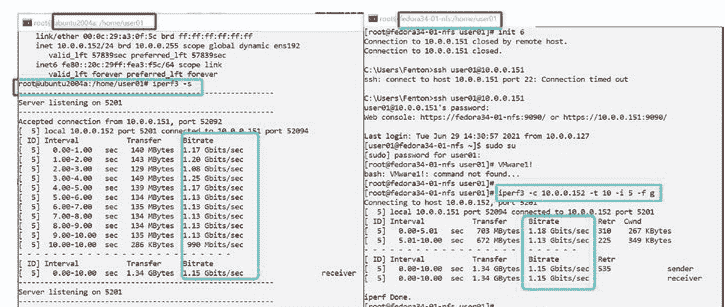 root@ubuntu2004a: /home/user01
link/ether 00:0c:29:a3:0f:5c brd ff:ff:ff:ff:ff:ff
inet 10.0.0.152/24 brd 10.0.0.255 scope global dynamic ens192
valid_lft 57839sec preferred_lft 57839sec
inet6 fe80::20c:29ff:fea3:f5c/64 scope link
valid_lft forever preferred_lft forever
root@ubuntu2004a:/home/user01# iperf3 -s
-----------------------------------------------------------
Server listening on 5201
-----------------------------------------------------------
Accepted connection from 10.0.0.151, port 52092
[ 5] local 10.0.0.152 port 5201 connected to 10.0.0.151 port 52094
[ ID] Interval Transfer Bitrate
[ 5] 0.00-1.00 sec 140 MBytes 1.17 Gbits/sec
[ 5] 1.00-2.00 sec 143 MBytes 1.20 Gbits/sec
[ 5] 2.00-3.00 sec 129 MBytes 1.08 Gbits/sec
[ 5] 3.00-4.00 sec 149 MBytes 1.25 Gbits/sec
[ 5] 4.00-5.00 sec 139 MBytes 1.17 Gbits/sec
[ 5] 5.00-6.00 sec 134 MBytes 1.13 Gbits/sec
[ 5] 6.00-7.00 sec 135 MBytes 1.13 Gbits/sec
[ 5] 7.00-8.00 sec 134 MBytes 1.13 Gbits/sec
[ 5] 8.00-9.00 sec 134 MBytes 1.13 Gbits/sec
[ 5] 9.00-10.00 sec 135 MBytes 1.13 Gbits/sec
[ 5] 10.00-10.00 sec 286 KBytes 990 Mbits/sec
- - - - - - - - - - - - - - - - - - - - - - - - -
[ ID] Interval Transfer Bitrate
[ 5] 0.00-10.00 sec 1.34 GBytes 1.15 Gbits/sec receiver
-----------------------------------------------------------
Server listening on 5201
root@fedora34-01-nfs:/home/user01
[root@fedora34-01-nfs user01]# init 6
Connection to 10.0.0.151 closed by remote host.
Connection to 10.0.0.151 closed.
C:\Users\Fenton>ssh user01@10.0.0.151
ssh: connect to host 10.0.0.151 port 22: Connection timed out
C:\Users\Fenton>ssh user01@10.0.0.151
user01@10.0.0.151's password:
Web console: https://fedora34-01-nfs:9090/ or https://10.0.0.151:9090/
Last login: Tue Jun 29 14:30:57 2021 from 10.0.0.127
[user01@fedora34-01-nfs ~]$ sudo su
[sudo] password for user01:
[root@fedora34-01-nfs user01]# VMware1!
bash: VMware1!: command not found...
[root@fedora34-01-nfs user01]#
[root@fedora34-01-nfs user01]# iperf3 -c 10.0.0.152 -t 10 -i 5 -f g
Connecting to host 10.0.0.152, port 5201
[ 5] local 10.0.0.151 port 52094 connected to 10.0.0.152 port 5201
[ ID] Interval Transfer Bitrate Retr Cwnd
[ 5] 0.00-5.01 sec 703 MBytes 1.18 Gbits/sec 310 267 KBytes
[ 5] 5.01-10.00 sec 672 MBytes 1.13 Gbits/sec 225 349 KBytes
- - - - - - - - - - - - - - - - - - - - - - - - -
[ ID] Interval Transfer Bitrate Retr
[ 5] 0.00-10.00 sec 1.34 GBytes 1.15 Gbits/sec 535 sender
[ 5] 0.00-10.00 sec 1.34 GBytes 1.15 Gbits/sec receiver
iperf Done.
[root@fedora34-01-nfs user01]#